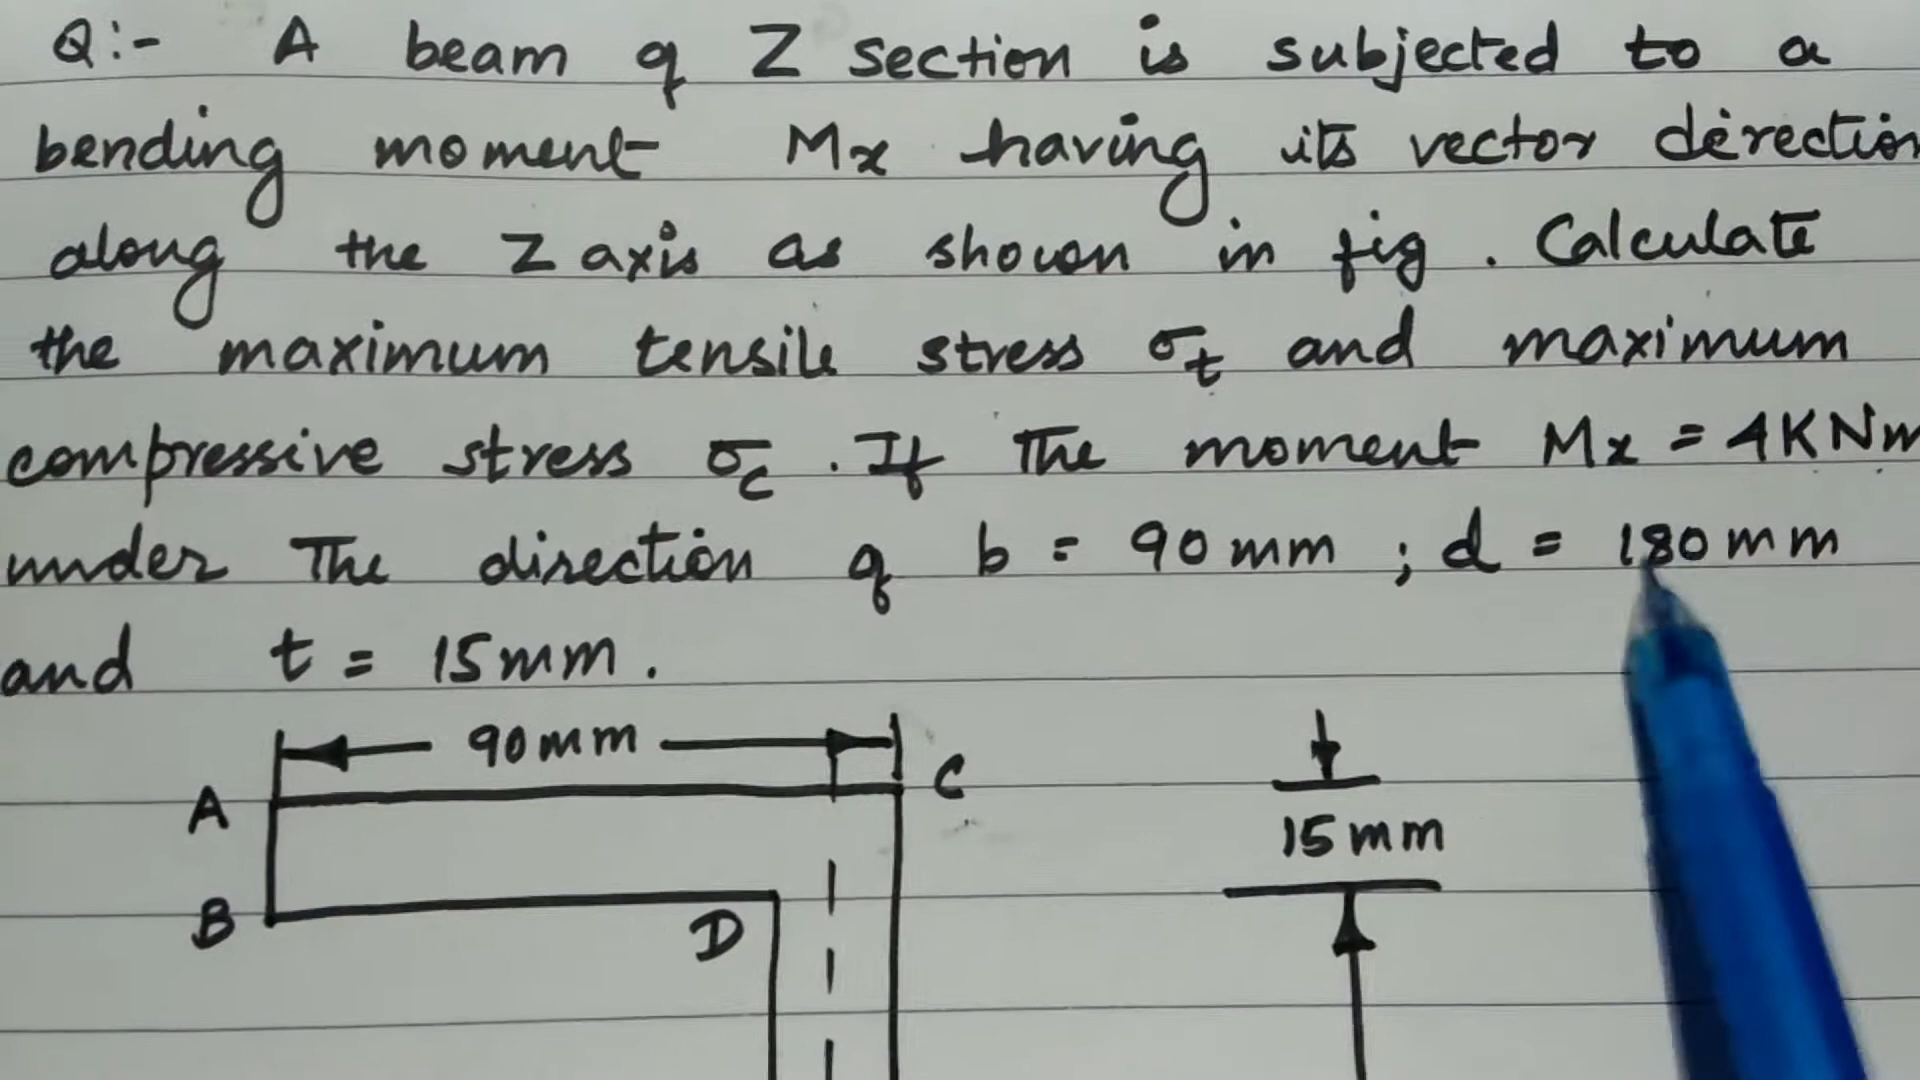 Q:- A beam of Z section is subjected to a
bending moment Mx having its vector direction
along the Z axis as shown in fig. Calculate
the maximum tensile stress σt and maximum
compressive stress σc. If The moment Mx = 4KNm
under The direction of b = 90mm; d = 180mm
and t = 15mm.
90mm
A
C
15mm
B
D